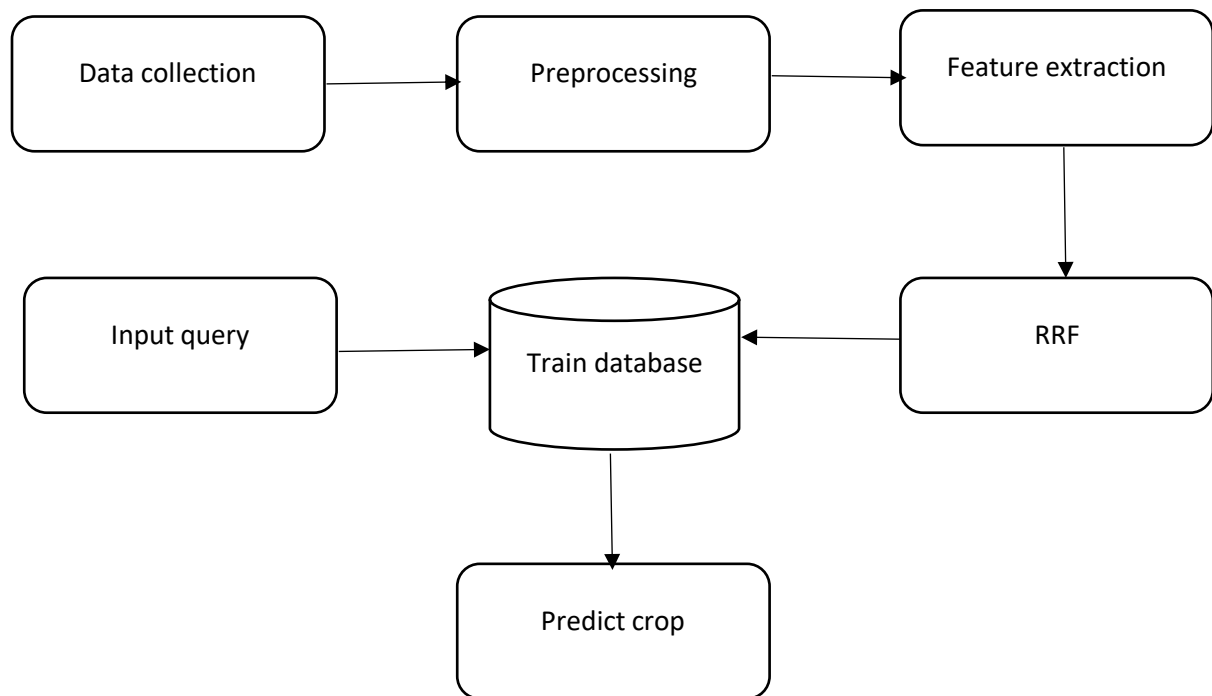 Data collection
Preprocessing
Feature extraction
Input query
Train database
RRF
Predict crop